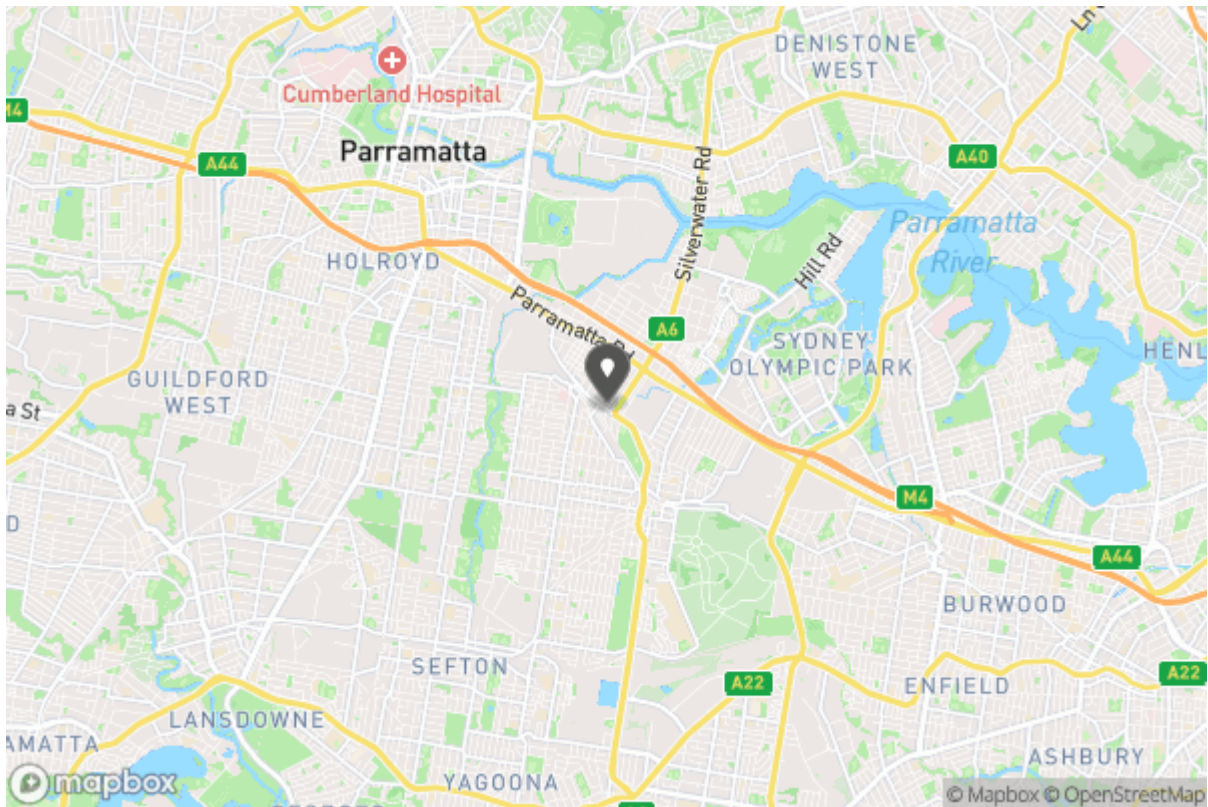 DENISTONE
WEST
Cumberland Hospital
M4
A44
Parramatta
A40
Silverwater Rd
Parramatta
River
Hill Rd
HOLROYD
Parramatta Rd
A6
SYDNEY
OLYMPIC PARK
HENL
GUILDFORD
WEST
a St
M4
A44
BURWOOD
SEFTON
A22
ENFIELD
A22
LANSDOWNE
AMATTA
YAGOONA
ASHBURY
mapbox
© Mapbox © OpenStreetMap